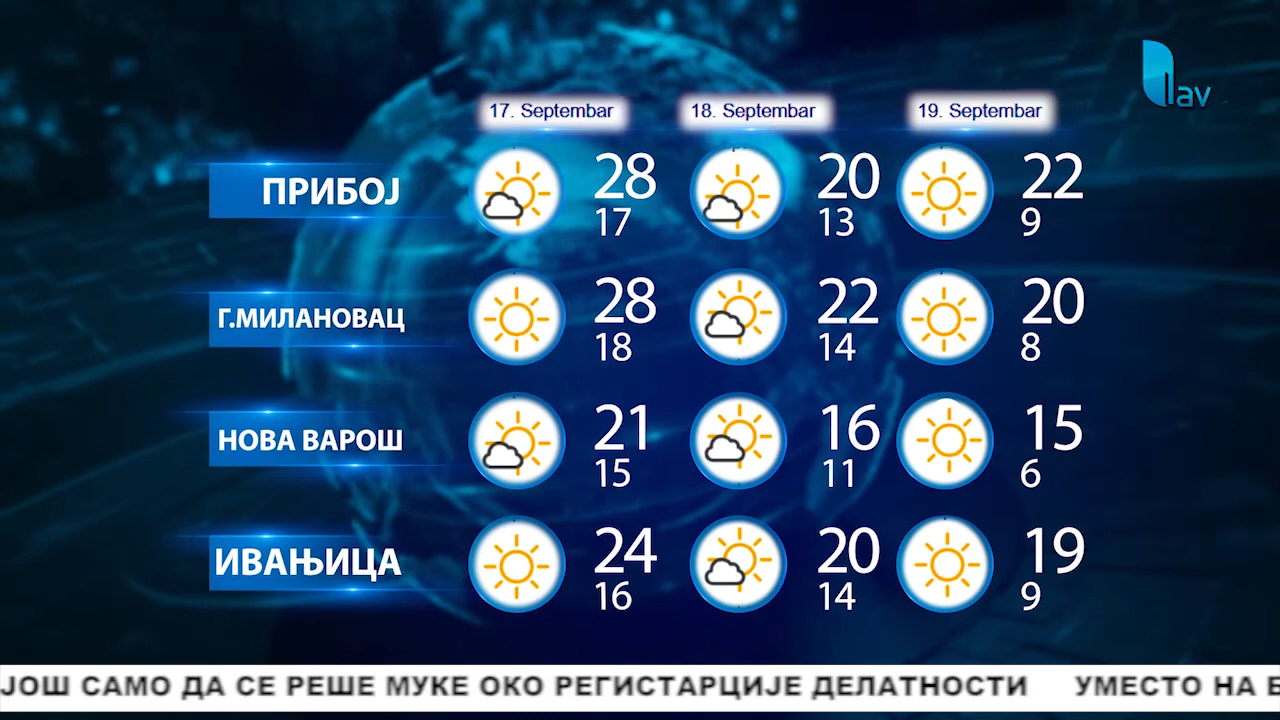 lav
17. Septembar 18. Septembar 19. Septembar
ПРИБОЈ 28 20 22
17 13 9
Г.МИЛАНОВАЦ 28 22 20
18 14 8
НОВА ВАРОШ 21 16 15
15 11 6
ИВАЊИЦА 24 20 19
16 14 9
ЈОШ САМО ДА СЕ РЕШЕ МУКЕ ОКО РЕГИСТАРЦИЈЕ ДЕЛАТНОСТИ УМЕСТО НА